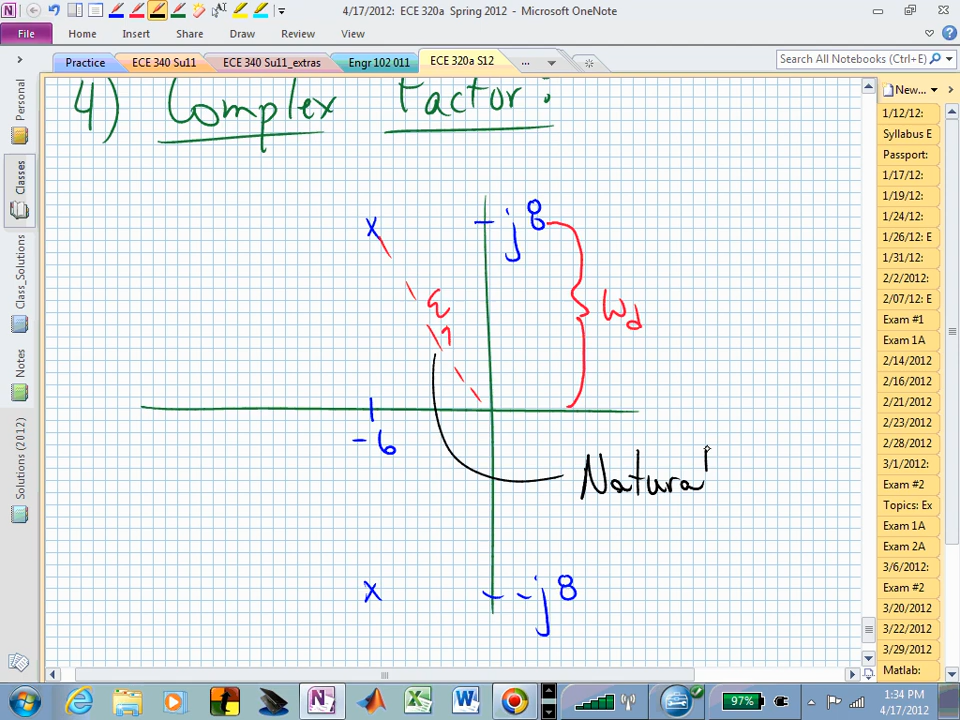 4/17/2012: ECE 320a Spring 2012 - Microsoft OneNote
File Home Insert Share Draw Review View
Practice ECE 340 Su11 ECE 340 Su11_extras Engr 102 011 ECE 320a S12 ... Search All Notebooks (Ctrl+E)
Personal
Classes
Class_Solutions
Notes
Solutions (2012)
4) Complex Factor:
x
j8
ωn
ωd
-6
Natural
x
-j8
New...
1/12/12:
Syllabus E
Passport:
1/17/12:
1/19/12:
1/24/12:
1/26/12: E
1/31/12:
2/2/2012:
2/07/12: E
Exam #1
Exam 1A
2/14/2012
2/16/2012
2/21/2012
2/23/2012
2/28/2012
3/1/2012:
Exam #2
Topics: Ex
Exam 1A
Exam 2A
3/6/2012:
Exam #2
3/20/2012
3/22/2012
3/29/2012
Matlab:
97%
1:34 PM
4/17/2012